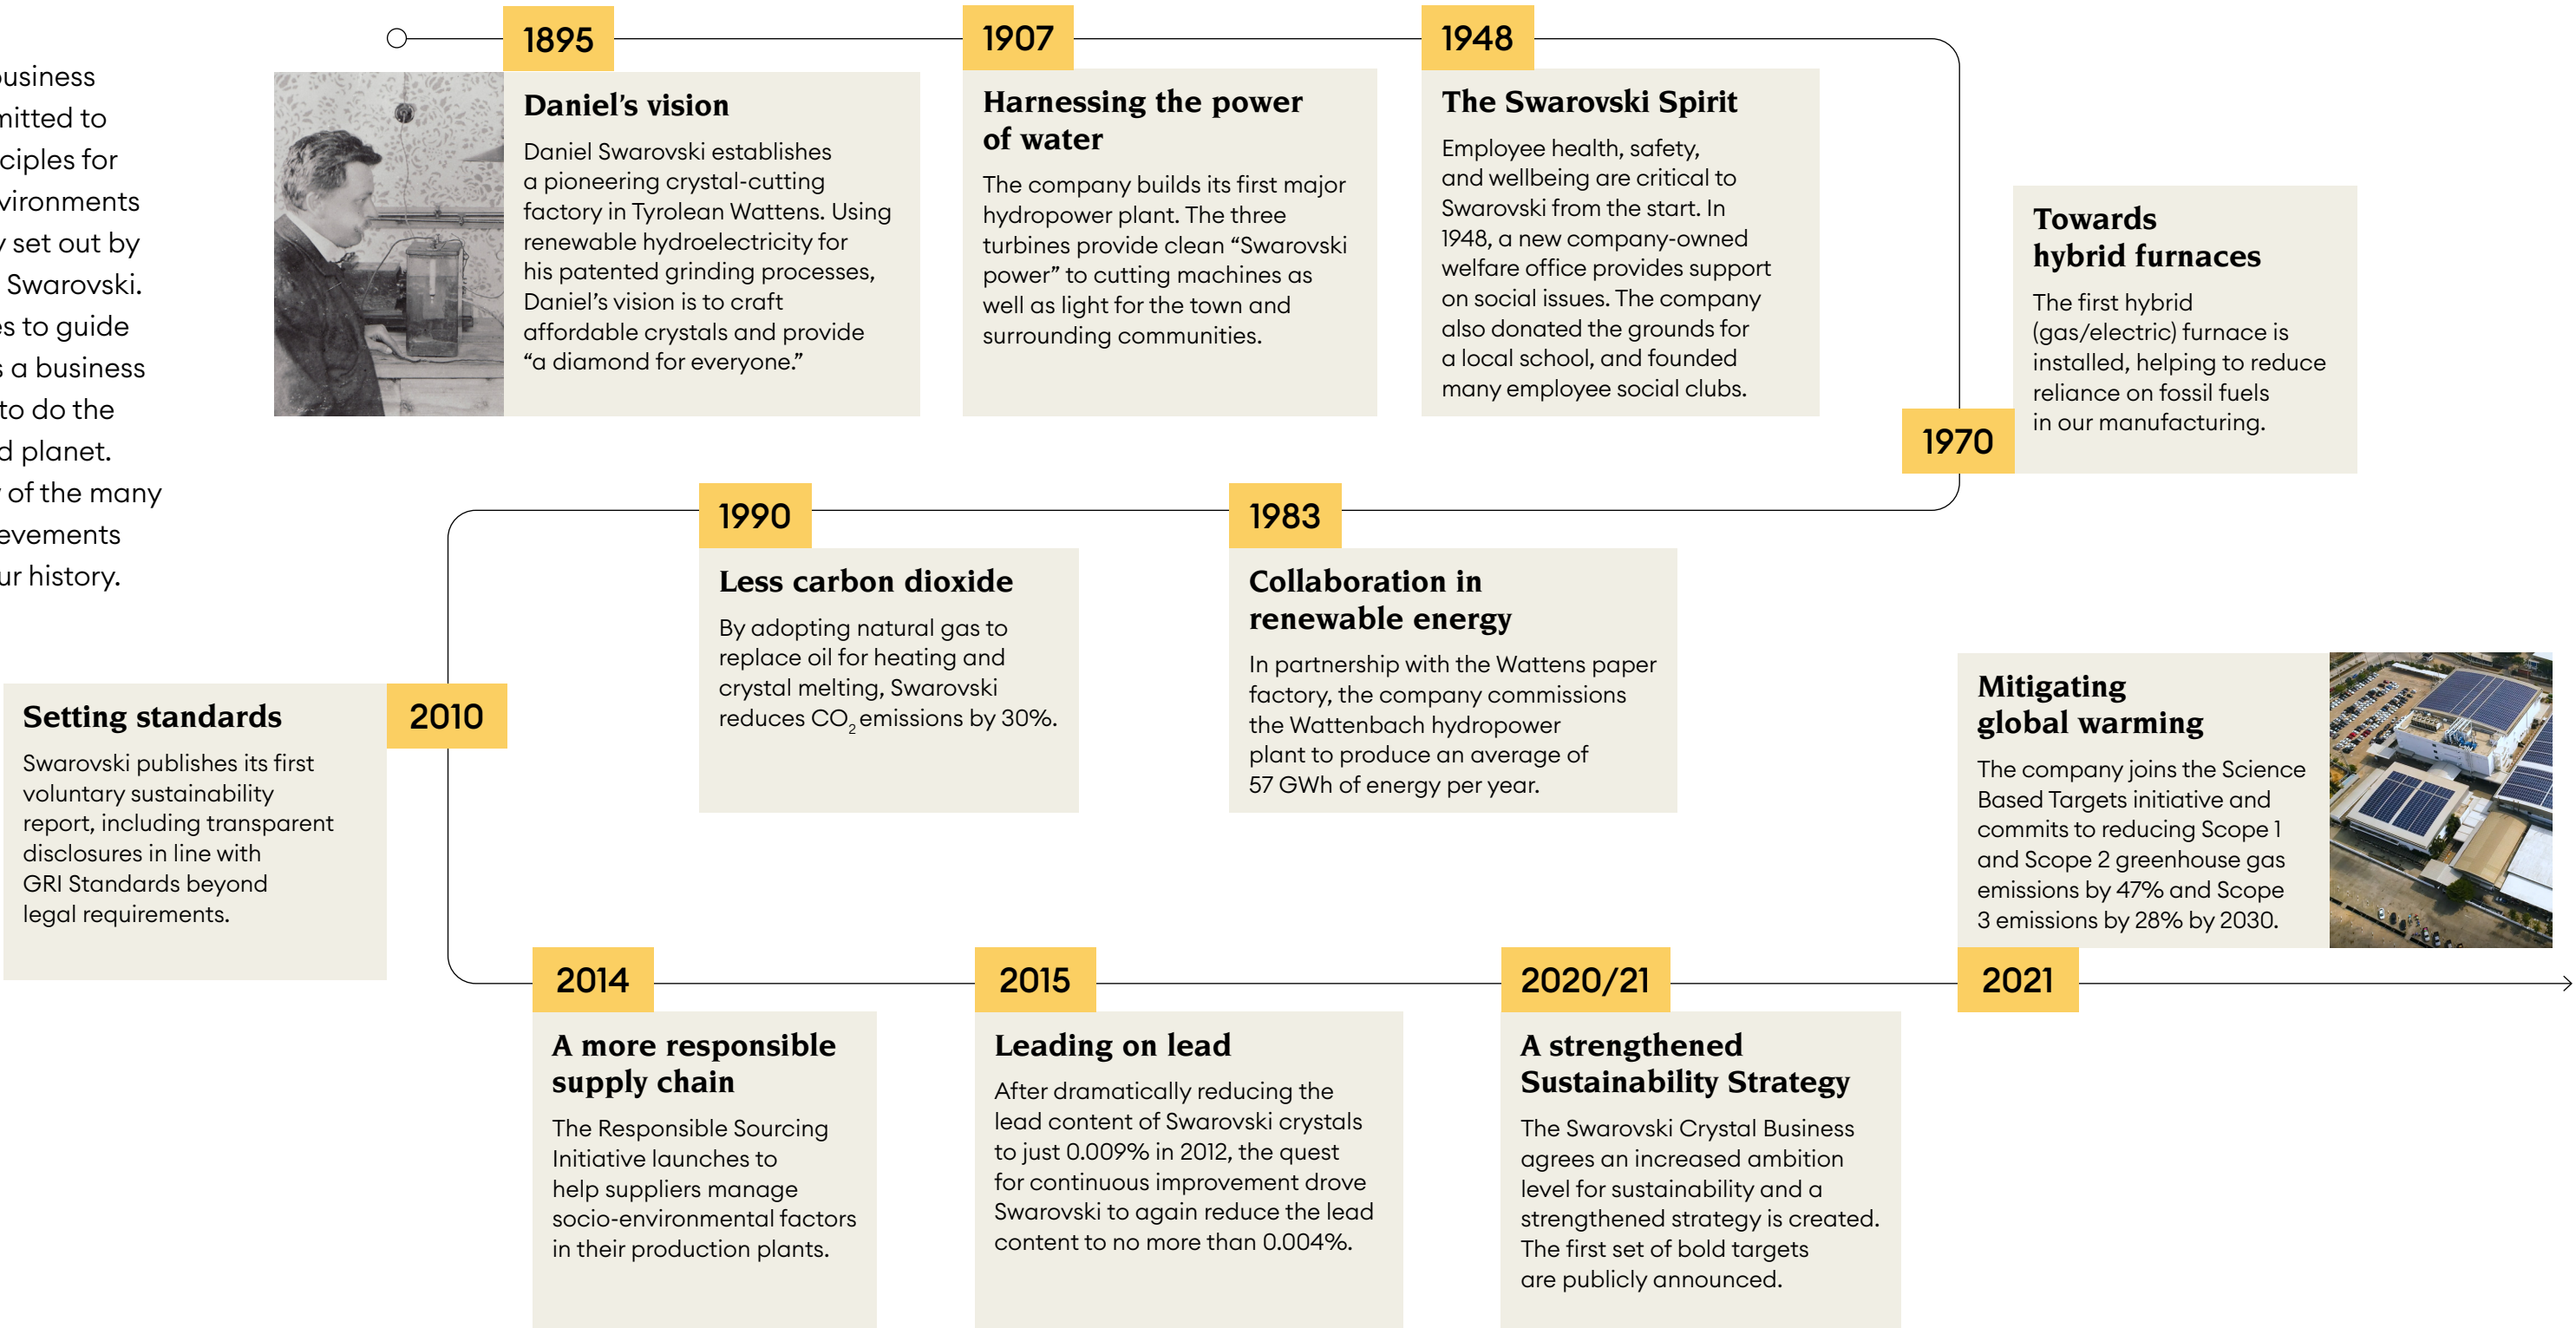 business
mitted to
ciples for
vironments
y set out by
Swarovski.
es to guide
s a business
to do the
d planet.
of the many
evements
ur history.
1895
Daniel's vision
Daniel Swarovski establishes
a pioneering crystal-cutting
factory in Tyrolean Wattens. Using
renewable hydroelectricity for
his patented grinding processes,
Daniel's vision is to craft
affordable crystals and provide
“a diamond for everyone.”
1907
Harnessing the power
of water
The company builds its first major
hydropower plant. The three
turbines provide clean “Swarovski
power” to cutting machines as
well as light for the town and
surrounding communities.
1948
The Swarovski Spirit
Employee health, safety,
and wellbeing are critical to
Swarovski from the start. In
1948, a new company-owned
welfare office provides support
on social issues. The company
also donated the grounds for
a local school, and founded
many employee social clubs.
1970
Towards
hybrid furnaces
The first hybrid
(gas/electric) furnace is
installed, helping to reduce
reliance on fossil fuels
in our manufacturing.
1983
Collaboration in
renewable energy
In partnership with the Wattens paper
factory, the company commissions
the Wattenbach hydropower
plant to produce an average of
57 GWh of energy per year.
1990
Less carbon dioxide
By adopting natural gas to
replace oil for heating and
crystal melting, Swarovski
reduces CO₂ emissions by 30%.
2010
Setting standards
Swarovski publishes its first
voluntary sustainability
report, including transparent
disclosures in line with
GRI Standards beyond
legal requirements.
2014
A more responsible
supply chain
The Responsible Sourcing
Initiative launches to
help suppliers manage
socio-environmental factors
in their production plants.
2015
Leading on lead
After dramatically reducing the
lead content of Swarovski crystals
to just 0.009% in 2012, the quest
for continuous improvement drove
Swarovski to again reduce the lead
content to no more than 0.004%.
2020/21
A strengthened
Sustainability Strategy
The Swarovski Crystal Business
agrees an increased ambition
level for sustainability and a
strengthened strategy is created.
The first set of bold targets
are publicly announced.
2021
Mitigating
global warming
The company joins the Science
Based Targets initiative and
commits to reducing Scope 1
and Scope 2 greenhouse gas
emissions by 47% and Scope
3 emissions by 28% by 2030.